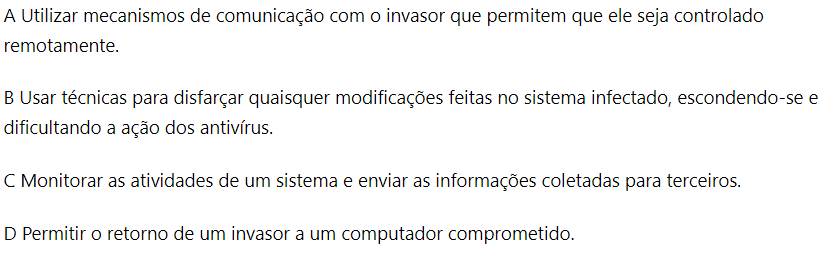 A Utilizar mecanismos de comunicação com o invasor que permitem que ele seja controlado
remotamente.
B Usar técnicas para disfarçar quaisquer modificações feitas no sistema infectado, escondendo-se e
dificultando a ação dos antivírus.
C Monitorar as atividades de um sistema e enviar as informações coletadas para terceiros.
D Permitir o retorno de um invasor a um computador comprometido.